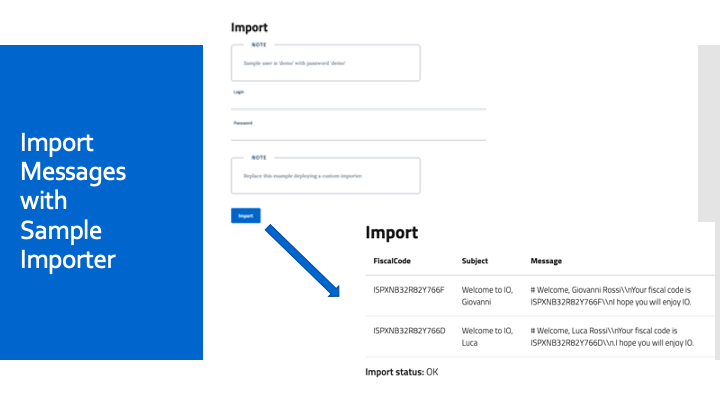 Import
Messages
with
Sample
Importer
Import
NOTE
Sample user is 'demo' with password 'demo'
Login
Password
NOTE
Replace this example deploying a custom importer.
Import
Import
FiscalCode Subject Message
ISPXNB32R82Y766F Welcome to IO, # Welcome, Giovanni Rossi\\nYour fiscal code is
Giovanni ISPXNB32R82Y766F\\nI hope you will enjoy IO.
ISPXNB32R82Y766D Welcome to IO, # Welcome, Luca Rossi\\nYour fiscal code is
Luca ISPXNB32R82Y766D\\n.I hope you will enjoy IO.
Import status: OK